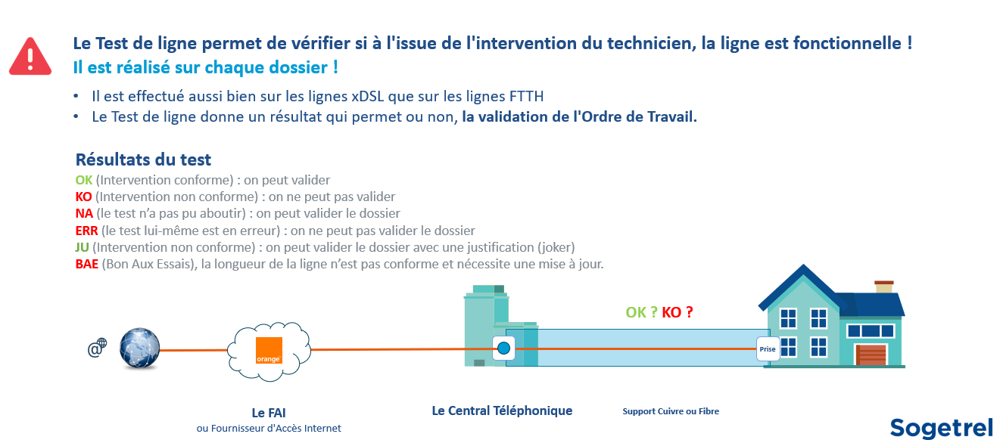 Le Test de ligne permet de vérifier si à l'issue de l'intervention du technicien, la ligne est fonctionnelle !
Il est réalisé sur chaque dossier !
• Il est effectué aussi bien sur les lignes xDSL que sur les lignes FTTH
• Le Test de ligne donne un résultat qui permet ou non, la validation de l'Ordre de Travail.
Résultats du test
OK (Intervention conforme) : on peut valider
KO (Intervention non conforme) : on ne peut pas valider
NA (le test n’a pas pu aboutir) : on peut valider le dossier
ERR (le test lui-même est en erreur) : on ne peut pas valider le dossier
JU (Intervention non conforme) : on peut valider le dossier avec une justification (joker)
BAE (Bon Aux Essais), la longueur de la ligne n’est pas conforme et nécessite une mise à jour.
OK ? KO ?
@
orange™
Prise
Le FAI
ou Fournisseur d'Accès Internet
Le Central Téléphonique
Support Cuivre ou Fibre
Sogetrel